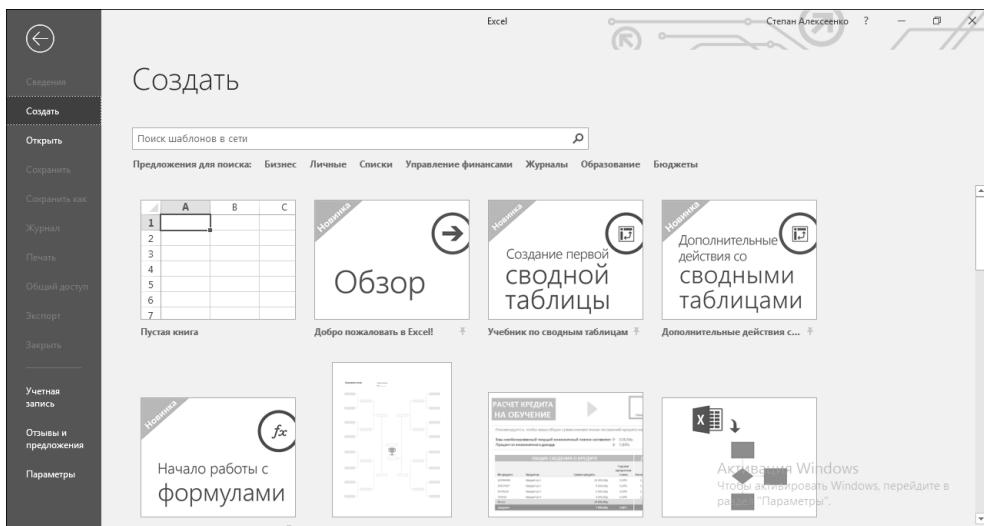 Excel
Степан Алексеенко ?
Сведения
Создать
Открыть
Сохранить
Сохранить как
Журнал
Печать
Общий доступ
Экспорт
Закрыть
Учетная
запись
Отзывы и
предложения
Параметры
Создать
Поиск шаблонов в сети
Предложения для поиска: Бизнес Личные Списки Управление финансами Журналы Образование Бюджеты
A B C
1
2
3
4
5
6
7
Пустая книга
Новинка
Обзор
Добро пожаловать в Excel!
Новинка
Создание первой
сводной
таблицы
Учебник по сводным таблицам
Новинка
Дополнительные
действия со
сводными
таблицами
Дополнительные действия с...
Новинка
fx
Начало работы с
формулами
РАСЧЕТ КРЕДИТА
НА ОБУЧЕНИЕ
ОБЩИЕ СВЕДЕНИЯ О КРЕДИТЕ
X
Активация Windows
Чтобы активировать Windows, перейдите в
раздел "Параметры".